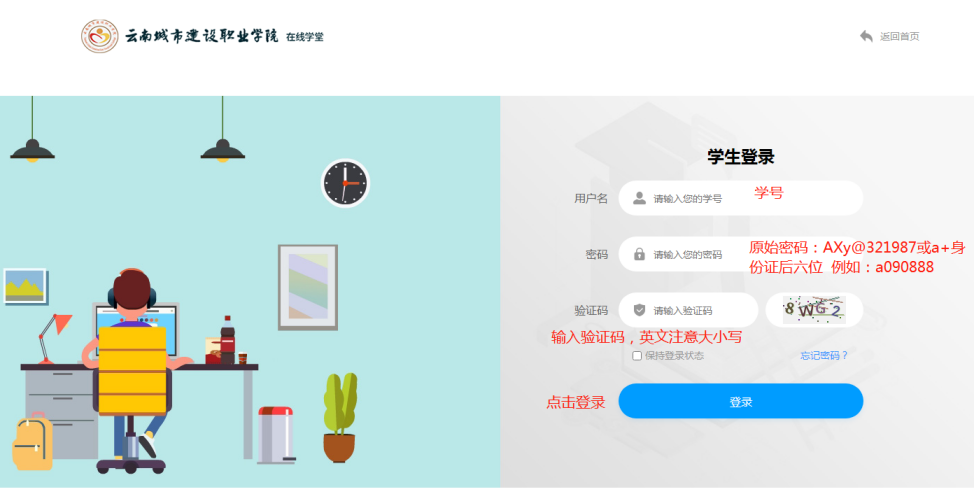 云南城市建设职业学院 在线学堂
返回首页
学生登录
用户名
请输入您的学号
学号
密码
请输入您的密码
原始密码：AXy@321987或a+身
份证后六位 例如：a090888
验证码
请输入验证码
8WG2
输入验证码，英文注意大小写
保持登录状态
忘记密码？
点击登录
登录